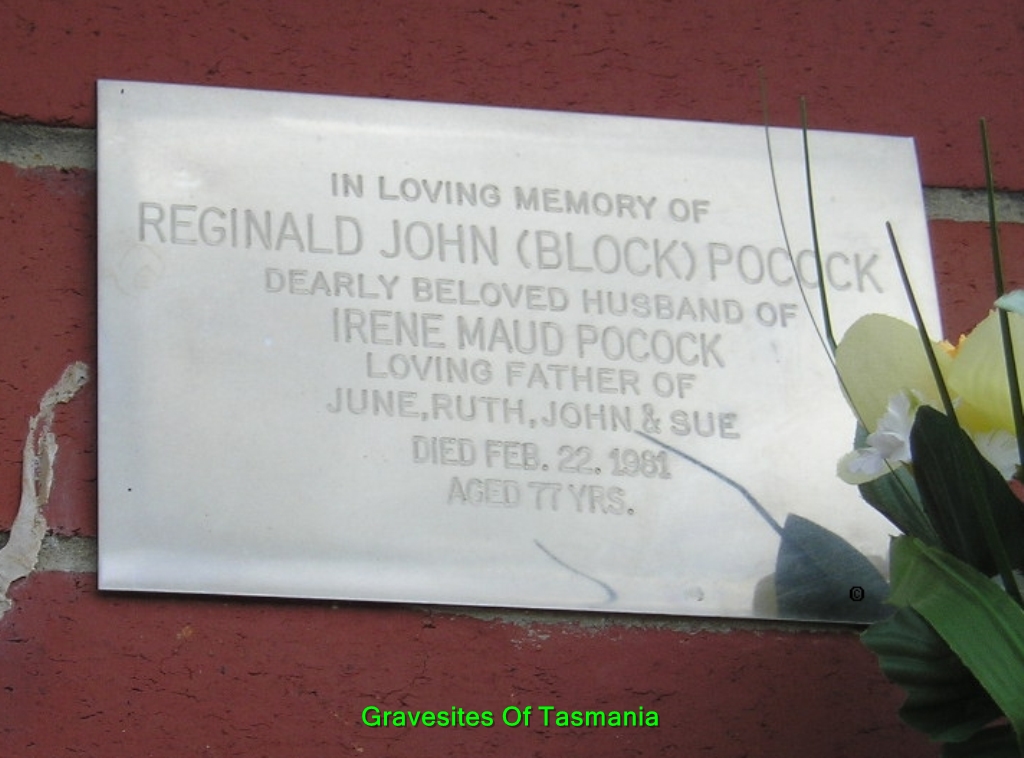 IN LOVING MEMORY OF
REGINALD JOHN (BLOCK) POCOCK
DEARLY BELOVED HUSBAND OF
IRENE MAUD POCOCK
LOVING FATHER OF
JUNE, RUTH, JOHN & SUE
DIED FEB. 22. 1981
AGED 77 YRS.
©
Gravesites Of Tasmania